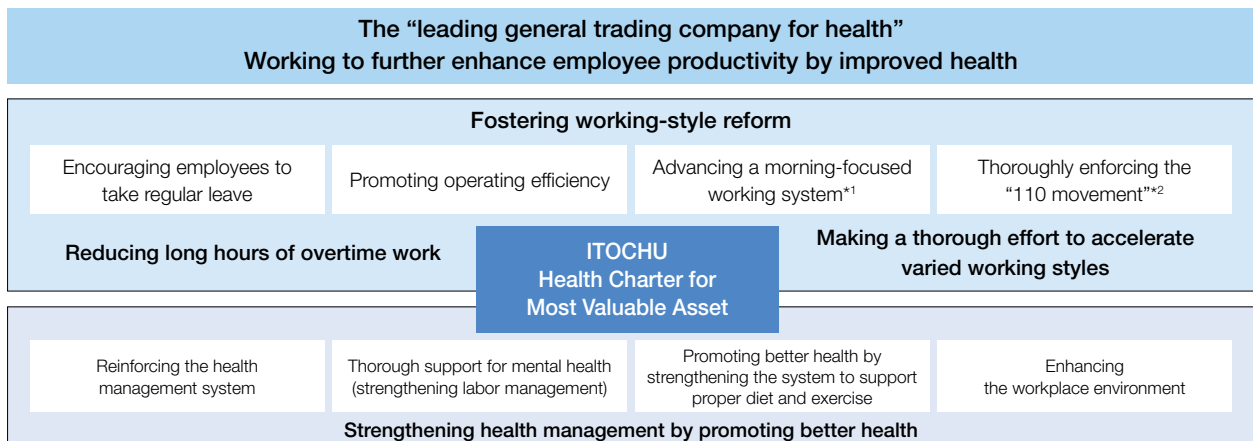 The “leading general trading company for health”
Working to further enhance employee productivity by improved health
Fostering working-style reform
Encouraging employees to
take regular leave
Promoting operating efficiency
Advancing a morning-focused
working system*1
Thoroughly enforcing the
“110 movement”*2
Reducing long hours of overtime work
ITOCHU
Health Charter for
Most Valuable Asset
Making a thorough effort to accelerate
varied working styles
Reinforcing the health
management system
Thorough support for mental health
(strengthening labor management)
Promoting better health by
strengthening the system to support
proper diet and exercise
Enhancing
the workplace environment
Strengthening health management by promoting better health